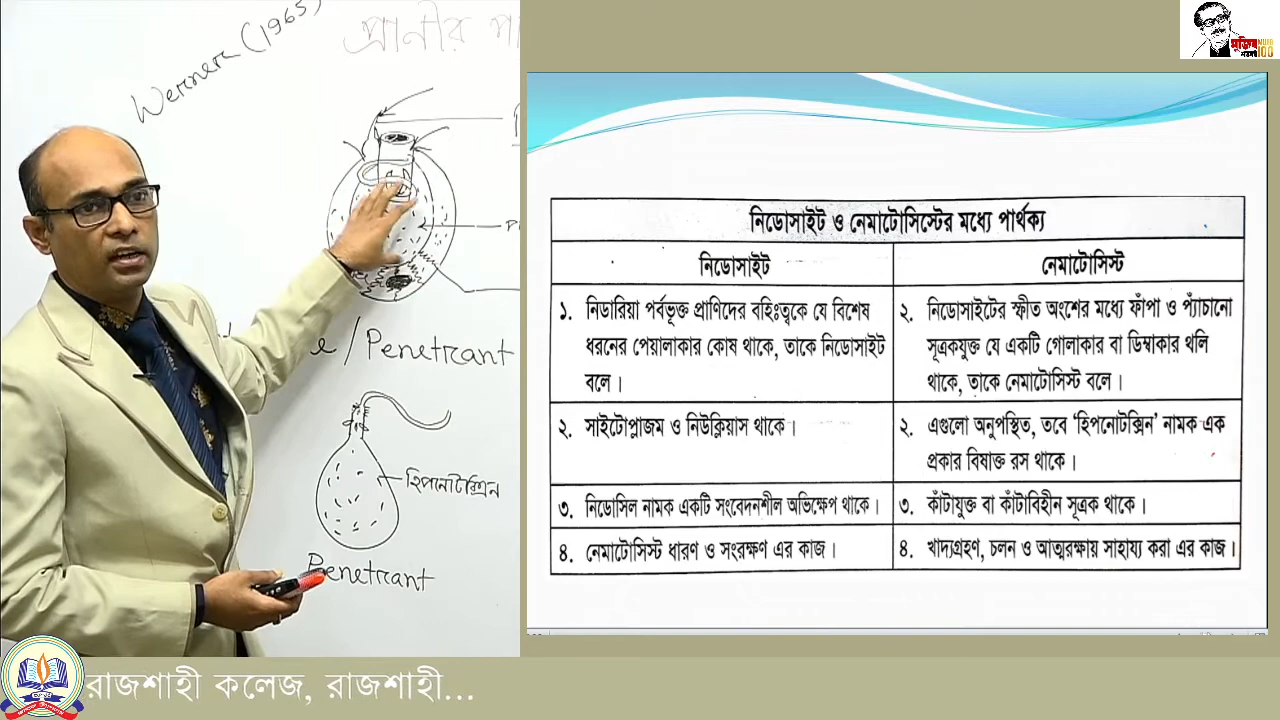 Werner (1965)
প্রাণীর
/ Penetrant
হিপনোটক্সিন
Penetrant
মুজিব
শতবর্ষ
100
নিডোসাইট ও নেমাটোসিস্টের মধ্যে পার্থক্য
নিডোসাইট
নেমাটোসিস্ট
১. নিডারিয়া পর্বভূক্ত প্রাণিদের বহিঃত্বকে যে বিশেষ
ধরনের পেয়ালাকার কোষ থাকে, তাকে নিডোসাইট
বলে।
২. নিডোসাইটের স্ফীত অংশের মধ্যে ফাঁপা ও প্যাঁচানো
সূত্রকযুক্ত যে একটি গোলাকার বা ডিম্বাকার থলি
থাকে, তাকে নেমাটোসিস্ট বলে।
২. সাইটোপ্লাজম ও নিউক্লিয়াস থাকে।
২. এগুলো অনুপস্থিত, তবে ‘হিপনোটক্সিন’ নামক এক
প্রকার বিষাক্ত রস থাকে।
৩. নিডোসিল নামক একটি সংবেদনশীল অভিক্ষেপ থাকে।
৩. কাঁটাযুক্ত বা কাঁটাবিহীন সূত্রক থাকে।
৪. নেমাটোসিস্ট ধারণ ও সংরক্ষণ এর কাজ।
৪. খাদ্যগ্রহণ, চলন ও আত্মরক্ষায় সাহায্য করা এর কাজ।
রাজশাহী কলেজ, রাজশাহী...